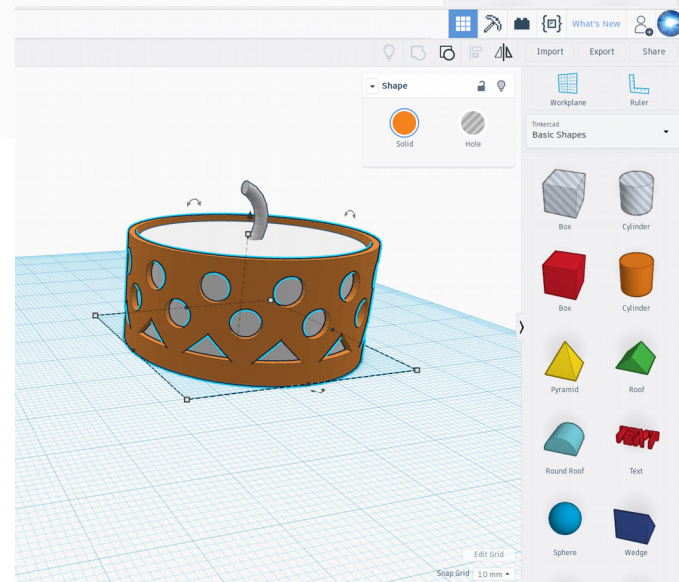 What's New
Import
Export
Share
Shape
Solid
Hole
Workplane
Ruler
Tinkercad
Basic Shapes
Box
Cylinder
Box
Cylinder
Pyramid
Roof
Round Roof
TEXT
Text
Sphere
Wedge
Edit Grid
Snap Grid 1.0 mm